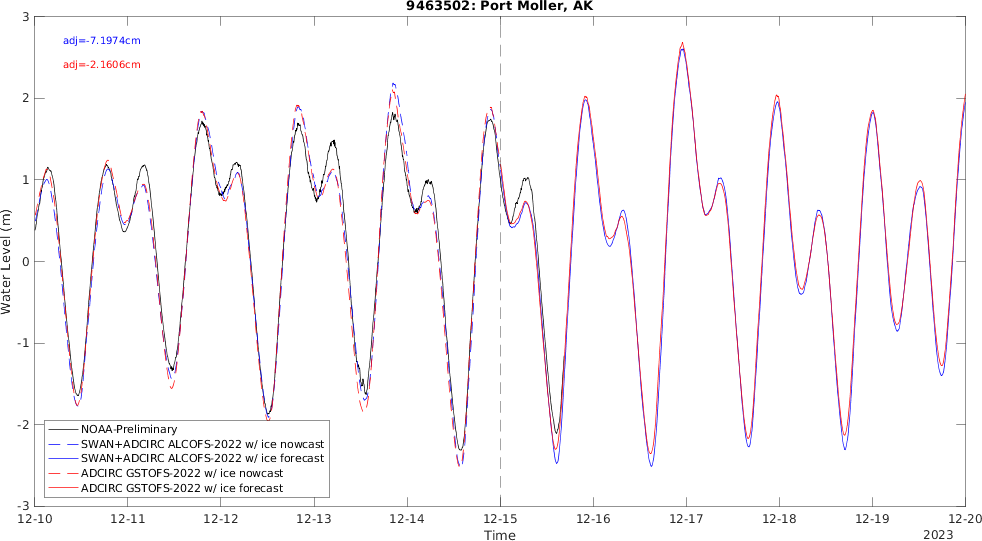 9463502: Port Moller, AK
adj=-7.1974cm
adj=-2.1606cm
Water Level (m)
3
2
1
0
-1
-2
-3
NOAA-Preliminary
SWAN+ADCIRC ALCOFS-2022 w/ ice nowcast
SWAN+ADCIRC ALCOFS-2022 w/ ice forecast
ADCIRC GSTOFS-2022 w/ ice nowcast
ADCIRC GSTOFS-2022 w/ ice forecast
12-10 12-11 12-12 12-13 12-14 12-15 12-16 12-17 12-18 12-19 12-20
Time
2023